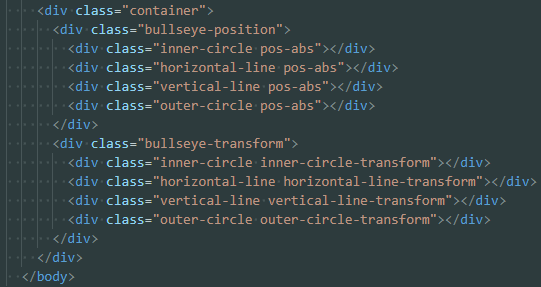 <div class="container">
<div class="bullseye-position">
<div class="inner-circle pos-abs"></div>
<div class="horizontal-line pos-abs"></div>
<div class="vertical-line pos-abs"></div>
<div class="outer-circle pos-abs"></div>
</div>
<div class="bullseye-transform">
<div class="inner-circle inner-circle-transform"></div>
<div class="horizontal-line horizontal-line-transform"></div>
<div class="vertical-line vertical-line-transform"></div>
<div class="outer-circle outer-circle-transform"></div>
</div>
</div>
</body>